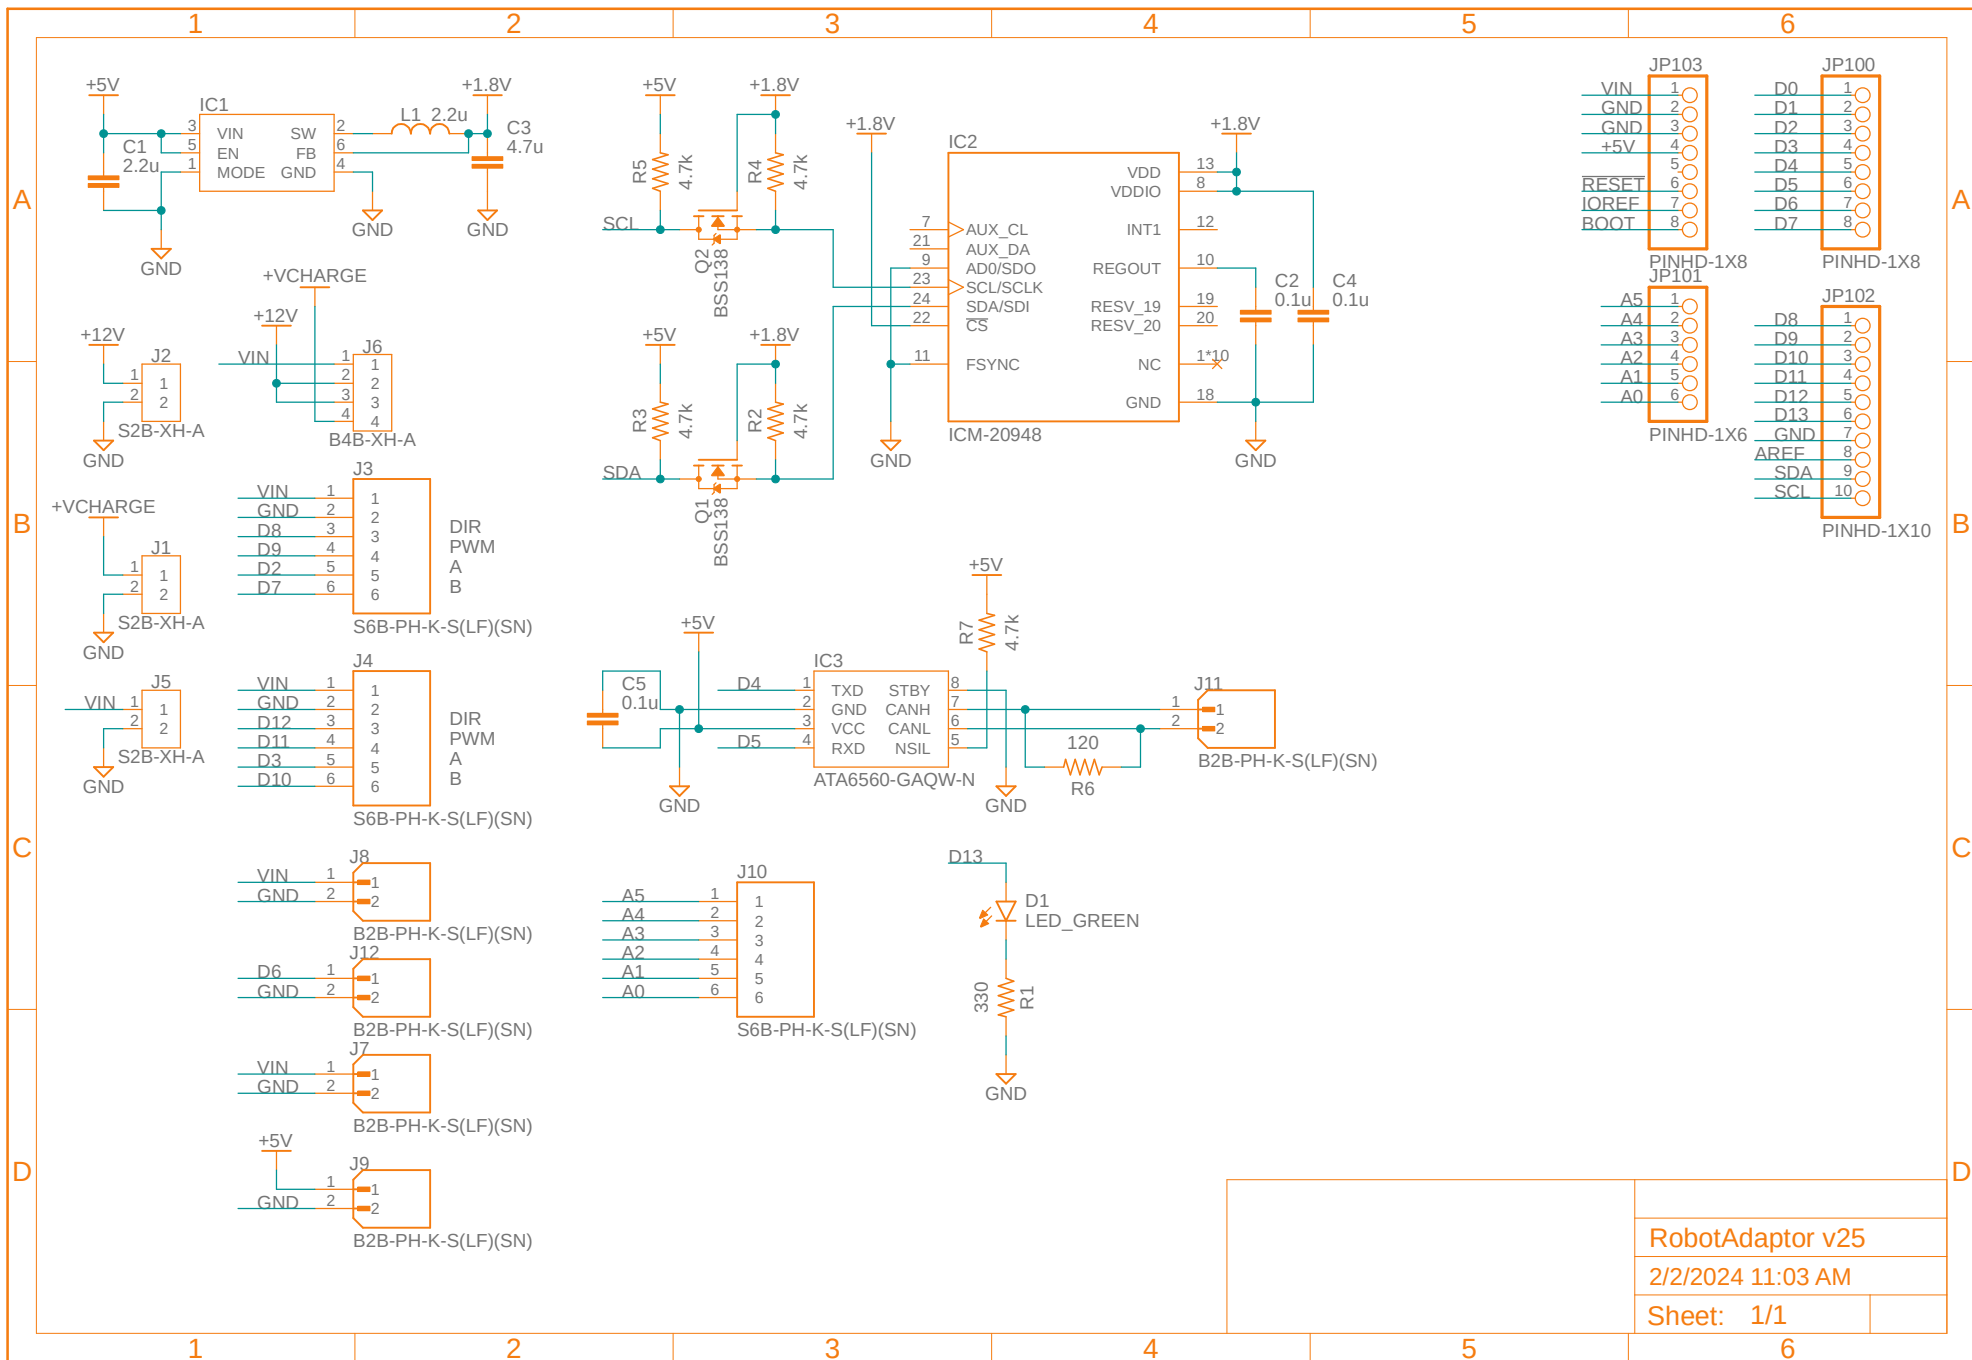 1 2 3 4 5 6
A
B
C
D
+5V
IC1
3 VIN SW 2
5 EN FB 6
1 MODE GND 4
C1
2.2u
GND
L1 2.2u
+1.8V
C3
4.7u
GND
GND
+VCHARGE
+12V
VIN
J6
1 1
2 2
3 3
4 4
B4B-XH-A
+12V
J2
1 1
2 2
S2B-XH-A
GND
+VCHARGE
J1
1 1
2 2
S2B-XH-A
GND
J5
VIN 1 1
2 2
S2B-XH-A
GND
J3
VIN 1 1
GND 2 2
D8 3 3 DIR
D9 4 4 PWM
D2 5 5 A
D7 6 6 B
S6B-PH-K-S(LF)(SN)
J4
VIN 1 1
GND 2 2
D12 3 3 DIR
D11 4 4 PWM
D3 5 5 A
D10 6 6 B
S6B-PH-K-S(LF)(SN)
J8
VIN 1 1
GND 2 2
B2B-PH-K-S(LF)(SN)
J12
D6 1 1
GND 2 2
B2B-PH-K-S(LF)(SN)
J7
VIN 1 1
GND 2 2
B2B-PH-K-S(LF)(SN)
+5V
J9
1 1
GND 2 2
B2B-PH-K-S(LF)(SN)
+5V +1.8V
R5
4.7k
R4
4.7k
SCL
Q2
BSS138
+5V +1.8V
R3
4.7k
R2
4.7k
SDA
Q1
BSS138
+1.8V
IC2
7 AUX_CL
21 AUX_DA
9 AD0/SDO
23 SCL/SCLK
24 SDA/SDI
22 CS
11 FSYNC
VDD 13
VDDIO 8
INT1 12
REGOUT 10
RESV_19 19
RESV_20 20
NC 1*10
GND 18
ICM-20948
GND
+1.8V
C2
0.1u
C4
0.1u
GND
+5V
C5
0.1u
GND
IC3
D4 1 TXD STBY 8
2 GND CANH 7
3 VCC CANL 6
D5 4 RXD NSIL 5
ATA6560-GAQW-N
+5V
R7
4.7k
GND
120
R6
J11
1 1
2 2
B2B-PH-K-S(LF)(SN)
J10
A5 1 1
A4 2 2
A3 3 3
A2 4 4
A1 5 5
A0 6 6
S6B-PH-K-S(LF)(SN)
D13
D1
LED_GREEN
330
R1
GND
JP103
VIN 1
GND 2
GND 3
+5V 4
5
RESET 6
IOREF 7
BOOT 8
PINHD-1X8
JP101
A5 1
A4 2
A3 3
A2 4
A1 5
A0 6
PINHD-1X6
JP100
D0 1
D1 2
D2 3
D3 4
D4 5
D5 6
D6 7
D7 8
PINHD-1X8
JP102
D8 1
D9 2
D10 3
D11 4
D12 5
D13 6
GND 7
AREF 8
SDA 9
SCL 10
PINHD-1X10
A
B
C
D
RobotAdaptor v25
2/2/2024 11:03 AM
Sheet: 1/1
1 2 3 4 5 6